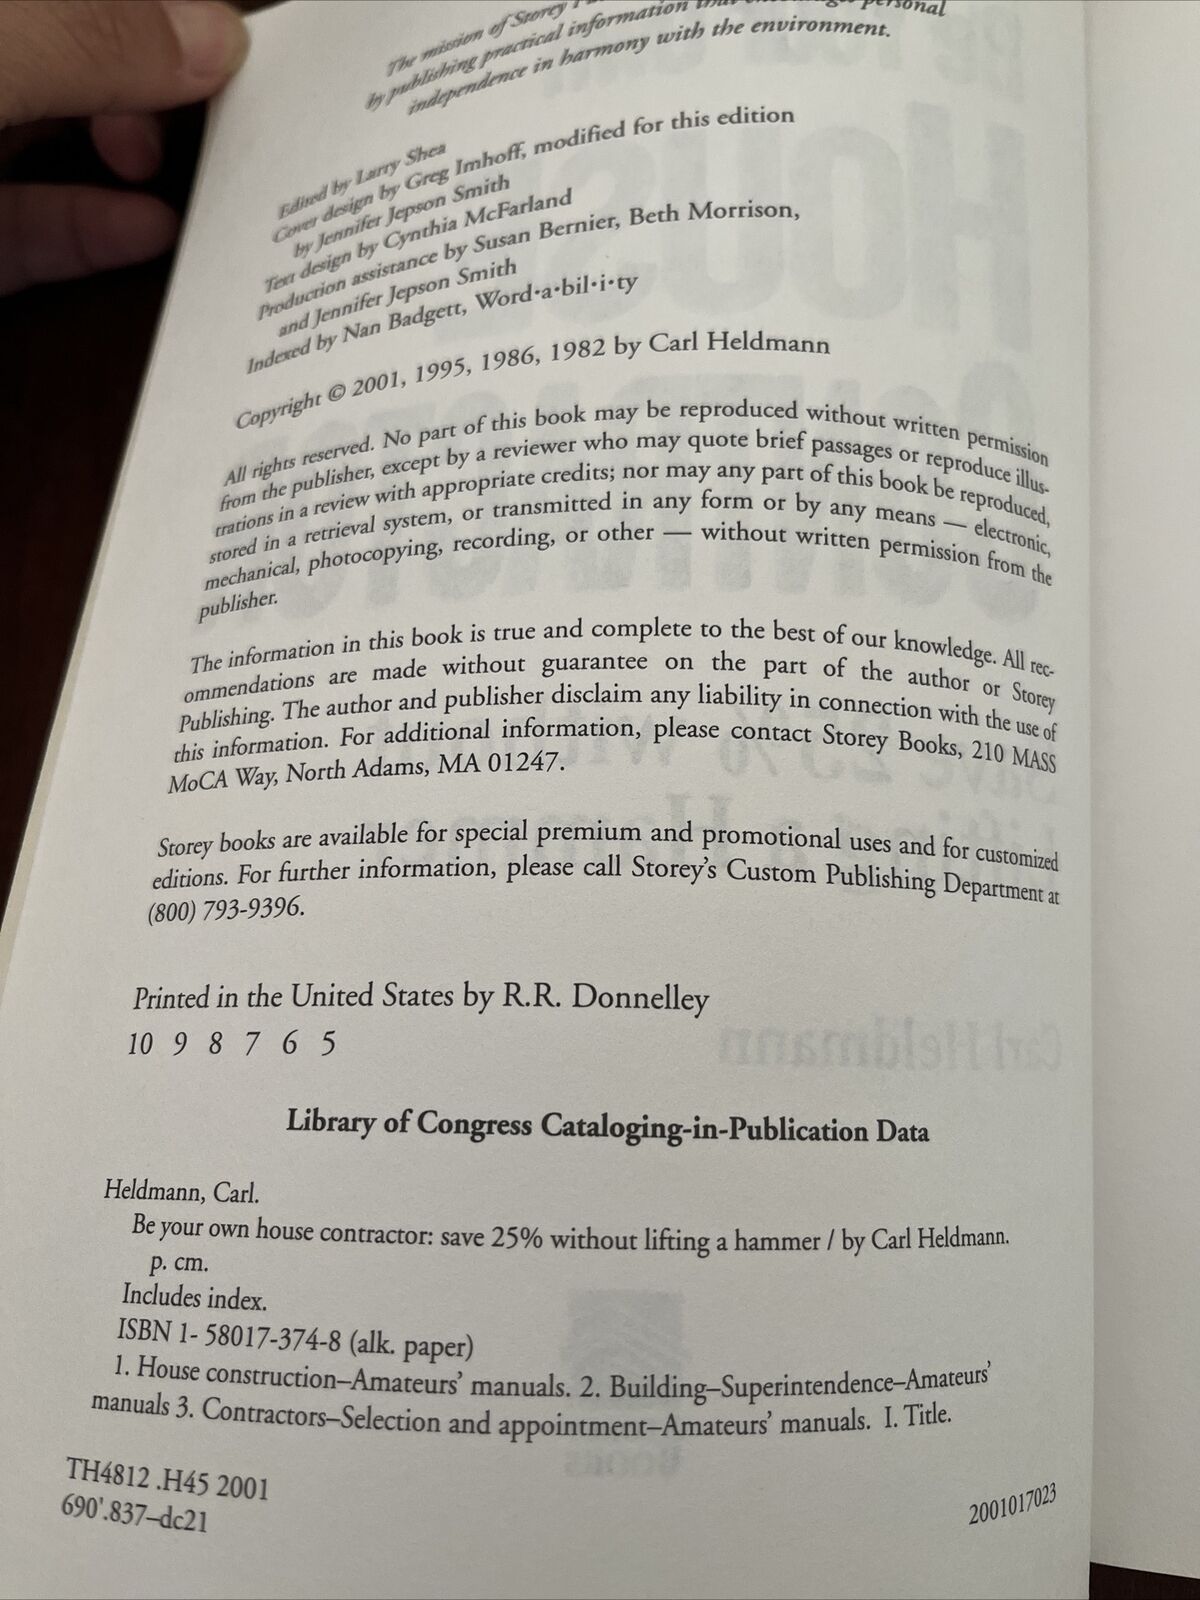 The mission of Storey
by publishing practical information that personal
independence in harmony with the environment.
Edited by Larry Shea
Cover design by Greg Imhoff, modified for this edition
by Jennifer Jepson Smith
Text design by Cynthia McFarland
Production assistance by Susan Bernier, Beth Morrison,
and Jennifer Jepson Smith
Indexed by Nan Badgett, Word•a•bil•i•ty
Copyright © 2001, 1995, 1986, 1982 by Carl Heldmann
All rights reserved. No part of this book may be reproduced without written permission
from the publisher, except by a reviewer who may quote brief passages or reproduce illus-
trations in a review with appropriate credits; nor may any part of this book be reproduced,
stored in a retrieval system, or transmitted in any form or by any means — electronic,
mechanical, photocopying, recording, or other — without written permission from the
publisher.
The information in this book is true and complete to the best of our knowledge. All rec-
ommendations are made without guarantee on the part of the author or Storey
Publishing. The author and publisher disclaim any liability in connection with the use of
this information. For additional information, please contact Storey Books, 210 MASS
MoCA Way, North Adams, MA 01247.
Storey books are available for special premium and promotional uses and for customized
editions. For further information, please call Storey's Custom Publishing Department at
(800) 793-9396.
Printed in the United States by R.R. Donnelley
10 9 8 7 6 5
Library of Congress Cataloging-in-Publication Data
Heldmann, Carl.
Be your own house contractor: save 25% without lifting a hammer / by Carl Heldmann.
p. cm.
Includes index.
ISBN 1- 58017-374-8 (alk. paper)
1. House construction–Amateurs' manuals. 2. Building–Superintendence–Amateurs'
manuals 3. Contractors–Selection and appointment–Amateurs' manuals. I. Title.
TH4812 .H45 2001
690'.837–dc21
2001017023